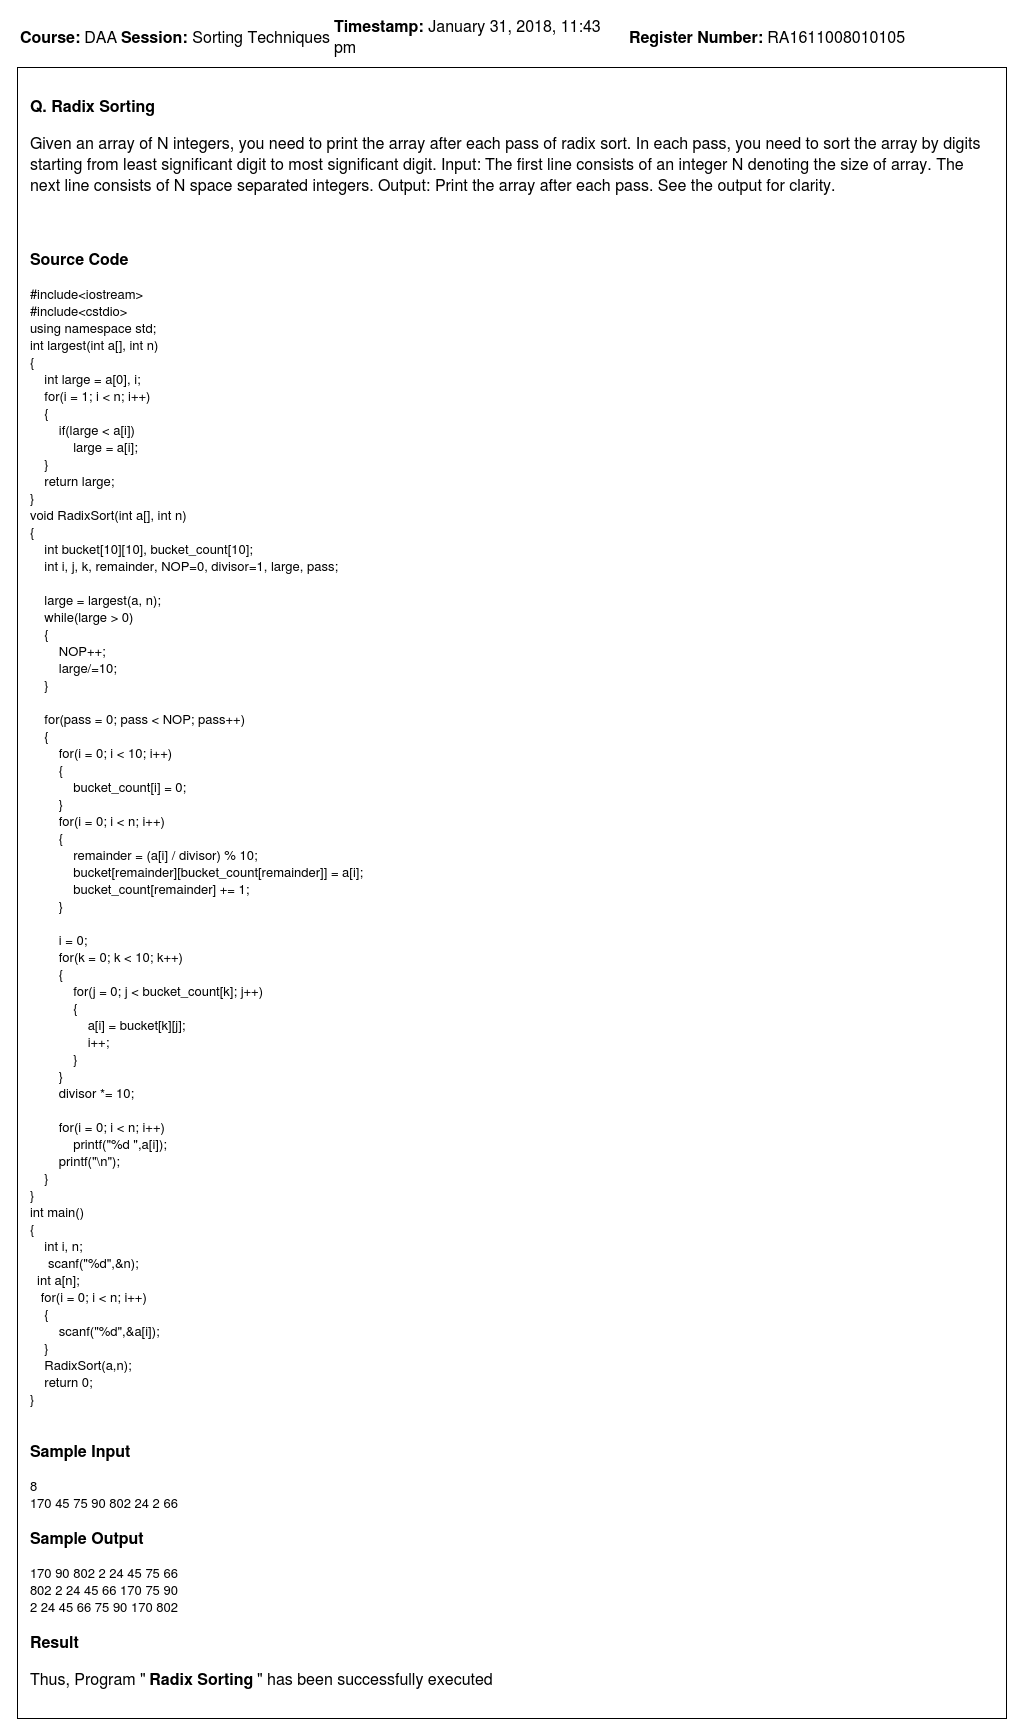 Course: DAA Session: Sorting Techniques Timestamp: January 31, 2018, 11:43 pm Register Number: RA1611008010105
Q. Radix Sorting
Given an array of N integers, you need to print the array after each pass of radix sort. In each pass, you need to sort the array by digits
starting from least significant digit to most significant digit. Input: The first line consists of an integer N denoting the size of array. The
next line consists of N space separated integers. Output: Print the array after each pass. See the output for clarity.
Source Code
#include<iostream>
#include<cstdio>
using namespace std;
int largest(int a[], int n)
{
    int large = a[0], i;
    for(i = 1; i < n; i++)
    {
        if(large < a[i])
            large = a[i];
    }
    return large;
}
void RadixSort(int a[], int n)
{
    int bucket[10][10], bucket_count[10];
    int i, j, k, remainder, NOP=0, divisor=1, large, pass;

    large = largest(a, n);
    while(large > 0)
    {
        NOP++;
        large/=10;
    }

    for(pass = 0; pass < NOP; pass++)
    {
        for(i = 0; i < 10; i++)
        {
            bucket_count[i] = 0;
        }
        for(i = 0; i < n; i++)
        {
            remainder = (a[i] / divisor) % 10;
            bucket[remainder][bucket_count[remainder]] = a[i];
            bucket_count[remainder] += 1;
        }

        i = 0;
        for(k = 0; k < 10; k++)
        {
            for(j = 0; j < bucket_count[k]; j++)
            {
                a[i] = bucket[k][j];
                i++;
            }
        }
        divisor *= 10;

        for(i = 0; i < n; i++)
            printf("%d ",a[i]);
        printf("\n");
    }
}
int main()
{
    int i, n;
     scanf("%d",&n);
  int a[n];
   for(i = 0; i < n; i++)
    {
        scanf("%d",&a[i]);
    }
    RadixSort(a,n);
    return 0;
}
Sample Input
8
170 45 75 90 802 24 2 66
Sample Output
170 90 802 2 24 45 75 66
802 2 24 45 66 170 75 90
2 24 45 66 75 90 170 802
Result
Thus, Program " Radix Sorting " has been successfully executed